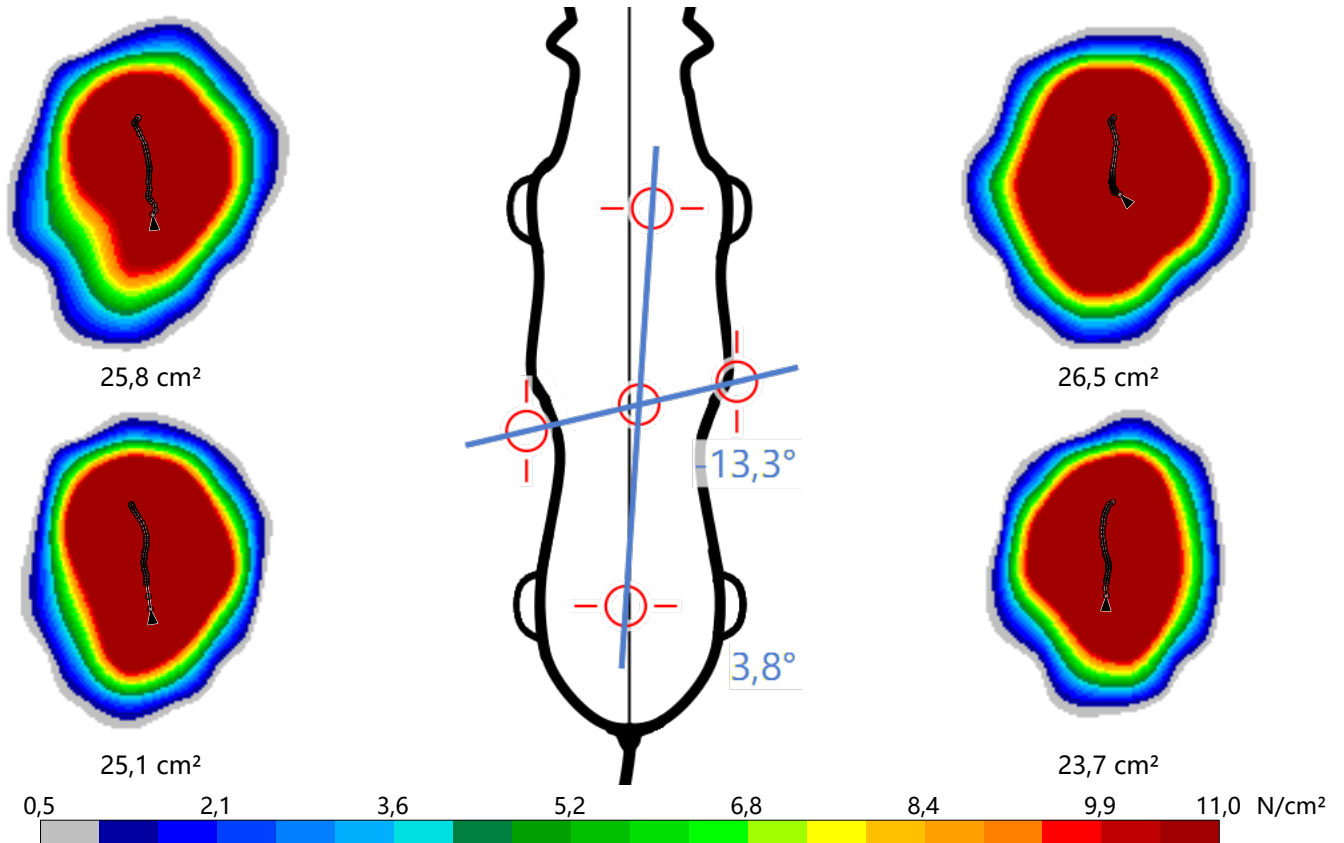 25,8 cm²
26,5 cm²
-13,3°
3,8°
25,1 cm²
23,7 cm²
0,5 2,1 3,6 5,2 6,8 8,4 9,9 11,0 N/cm²